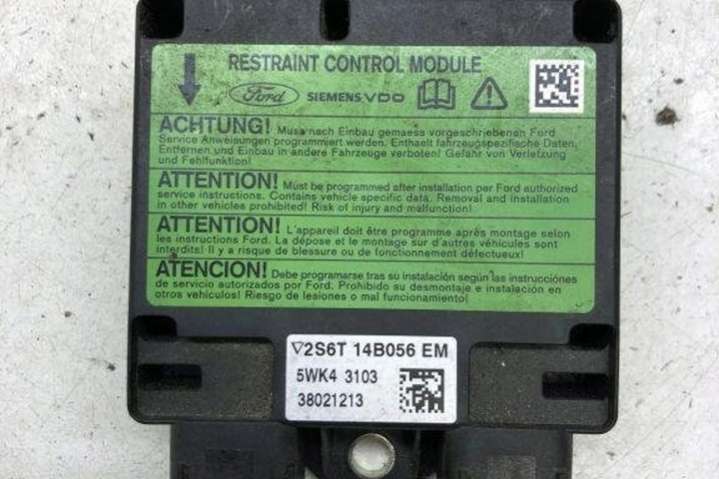 RESTRAINT CONTROL MODULE
Ford SIEMENS VDO
ACHTUNG! Muss nach Einbau gemaess vorgeschriebenen Ford
Service Anweisungen programmiert werden. Enthaelt fahrzeugspezifische Daten,
Entfernen und Einbau in andere Fahrzeuge verboten! Gefahr von Verletzung
und Fehlfunktion!
ATTENTION! Must be programmed after installation per Ford authorized
service instructions. Contains vehicle specific data. Removal and installation
in other vehicles prohibited! Risk of injury and malfunction!
ATTENTION! L'appareil doit être programme après montage selon
les instructions Ford. La dépose et le montage sur d'autres véhicules sont
interdits! Il y a risque de blessure ou de fonctionnement défectueux!
ATENCION! Debe programarse tras su instalación según las instrucciones
de servicio autorizados por Ford. Prohibido su desmontaje e instalación en
otros vehículos! Riesgo de lesiones o mal funcionamiento!
2S6T 14B056 EM
5WK4 3103
38021213